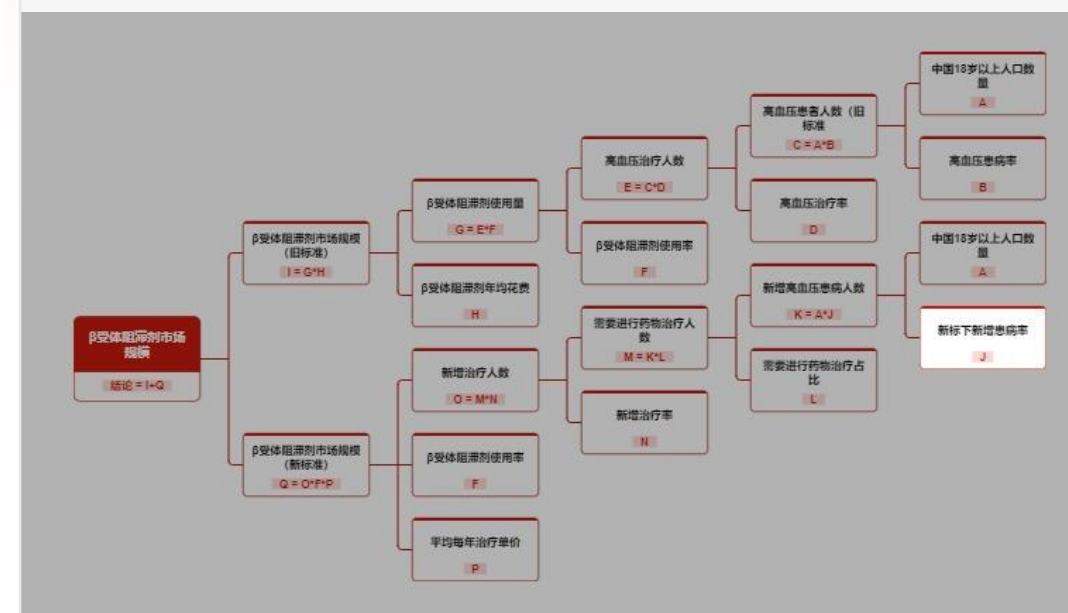 中国18岁以上人口数
量
A
高血压患者人数（旧
标准
C = A*B
高血压治疗人数
E = C*D
高血压患病率
B
β受体阻滞剂使用量
G = E*F
高血压治疗率
D
β受体阻滞剂市场规模
（旧标准）
I = G*H
β受体阻滞剂使用率
F
中国18岁以上人口数
量
A
β受体阻滞剂年均花费
H
新增高血压患病人数
K = A*J
β受体阻滞剂市场
规模
结论 = I+Q
需要进行药物治疗人
数
M = K*L
新标下新增患病率
J
新增治疗人数
O = M*N
需要进行药物治疗占
比
L
新增治疗率
N
β受体阻滞剂市场规模
（新标准）
Q = O*F*P
β受体阻滞剂使用率
F
平均每年治疗单价
P